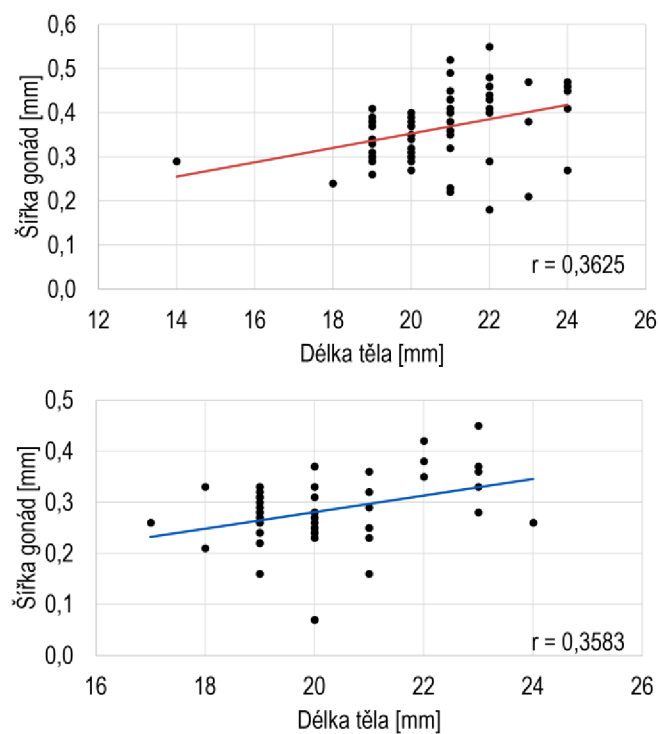 0,6
0,5
0,4
0,3
0,2
0,1
0,0
Šířka gonád [mm]
r = 0,3625
12 14 16 18 20 22 24 26
Délka těla [mm]
0,5
0,4
0,3
0,2
0,1
0,0
Šířka gonád [mm]
r = 0,3583
16 18 20 22 24 26
Délka těla [mm]